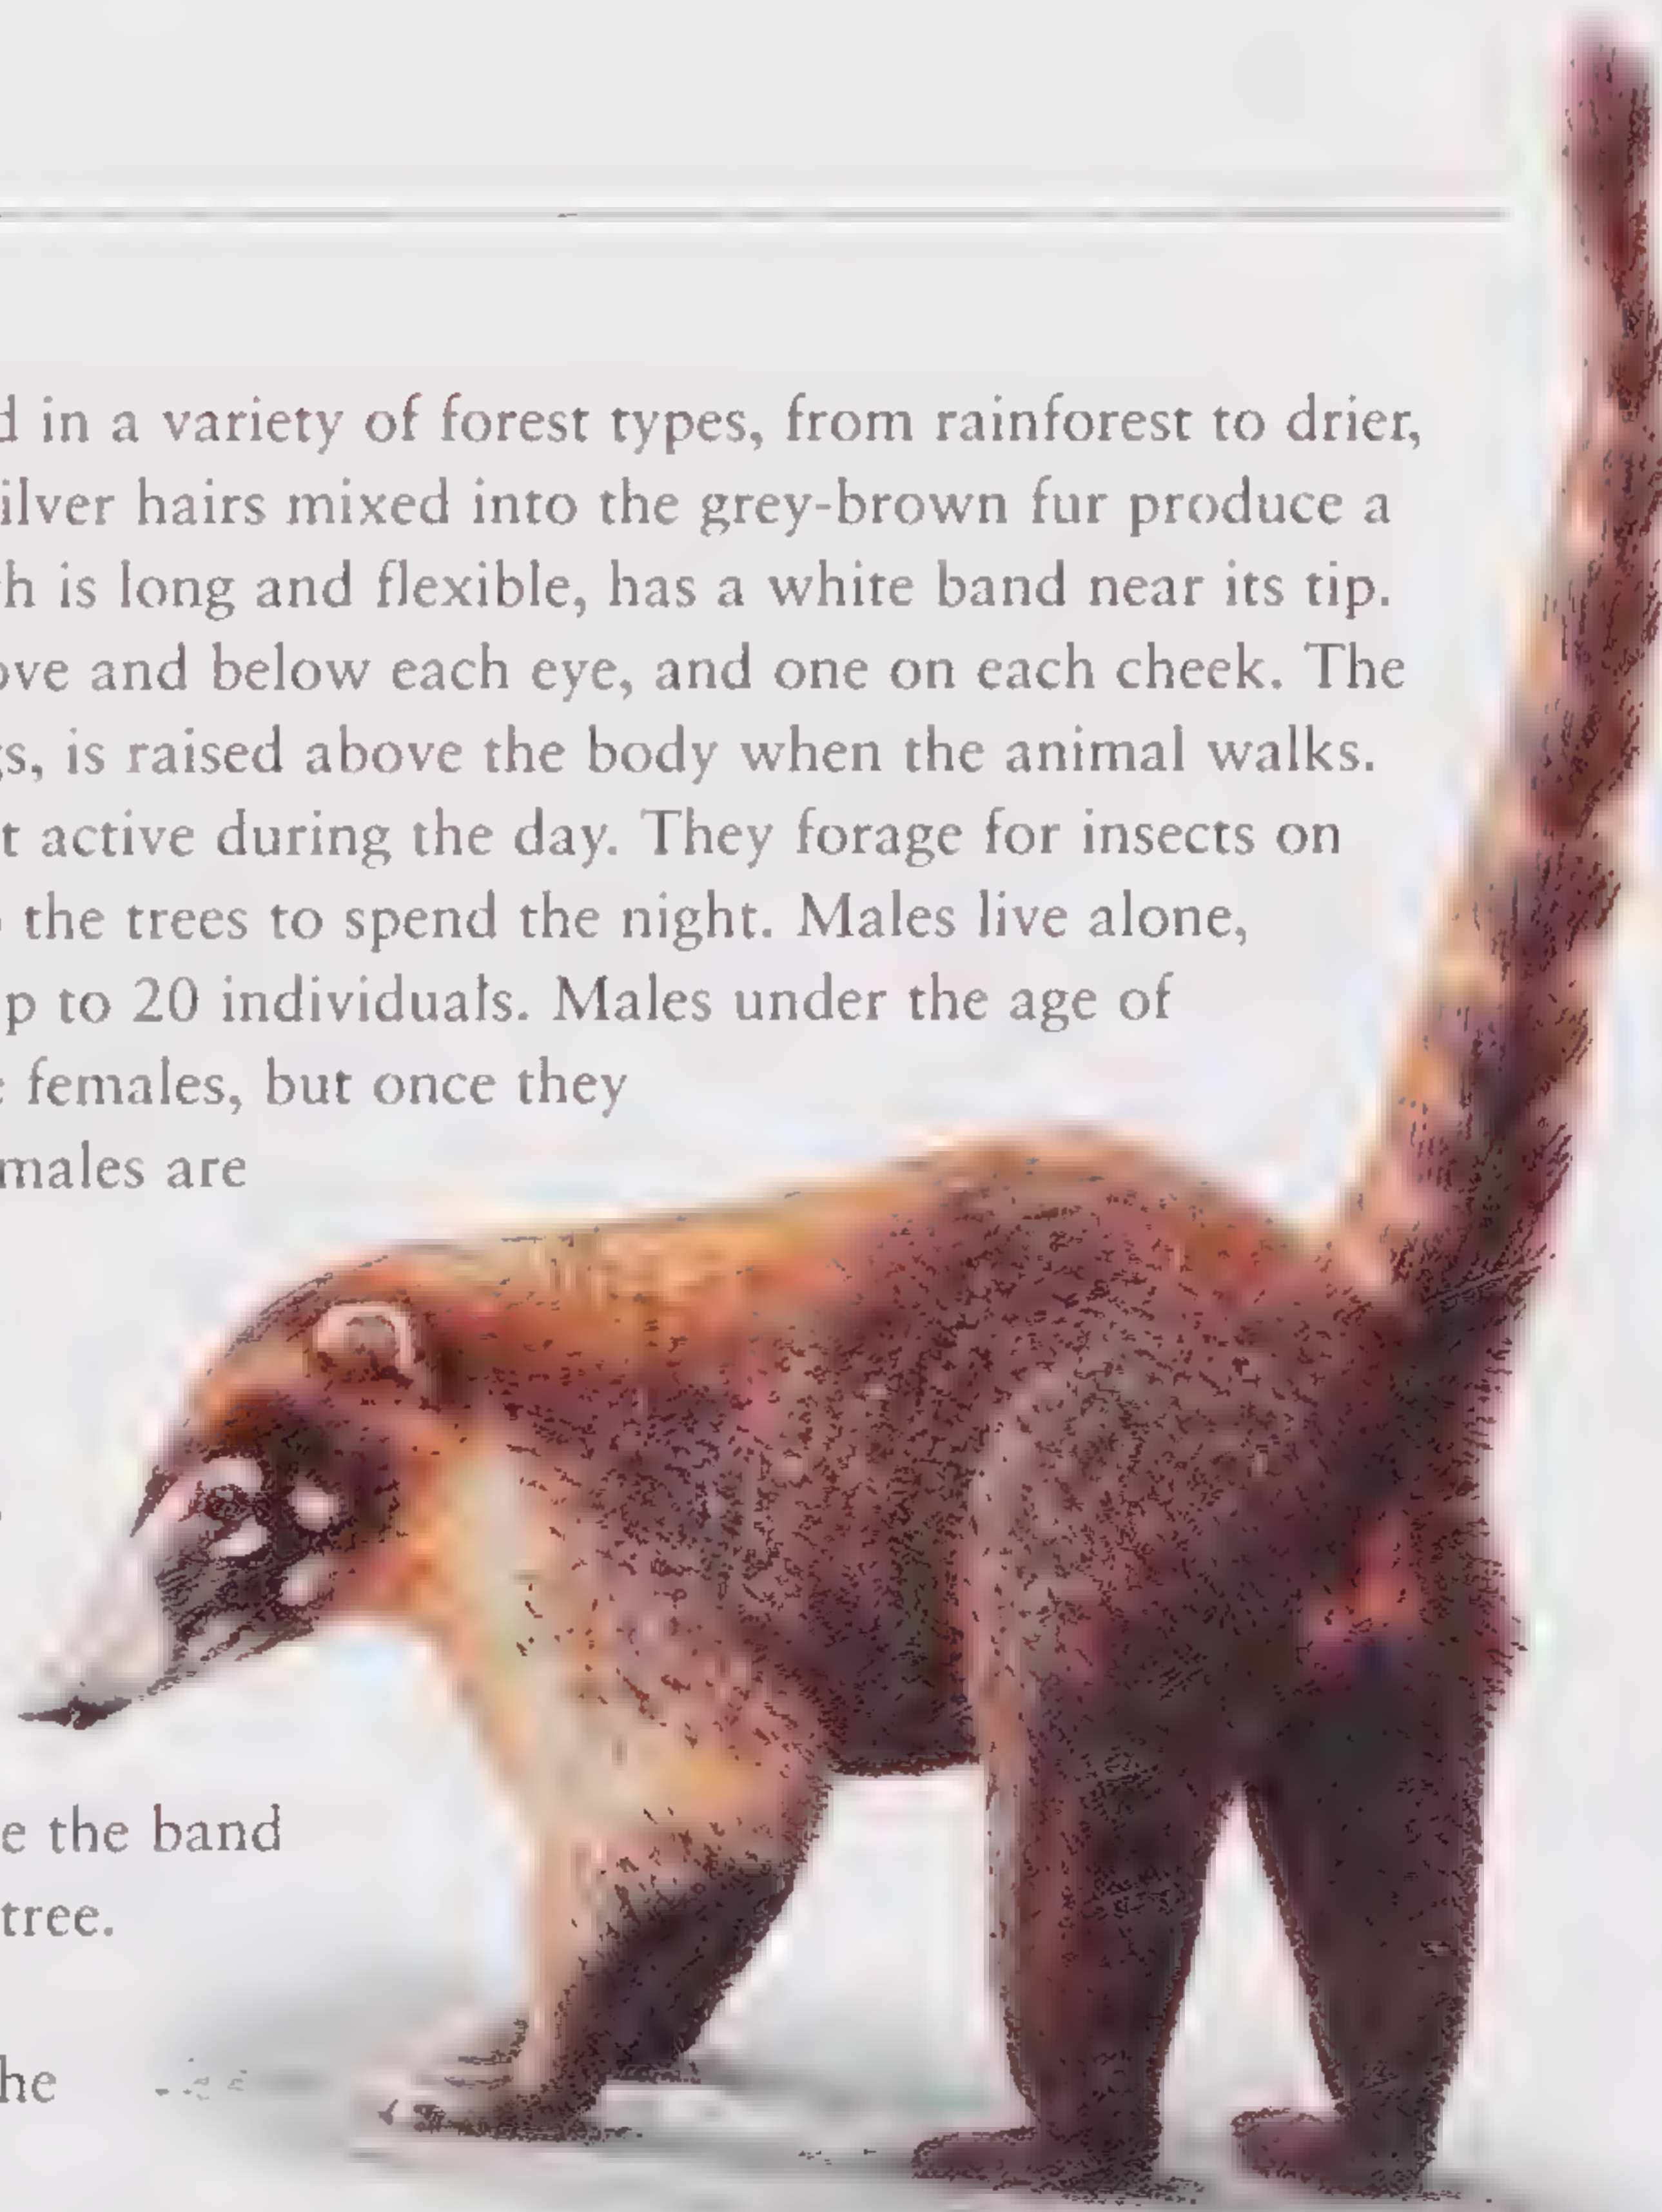 in a variety of forest types, from rainforest to drier,
hairs mixed into the grey-brown fur produce a
is long and flexible, has a white band near its tip.
and below each eye, and one on each cheek. The
is raised above the body when the animal walks.
active during the day. They forage for insects on
the trees to spend the night. Males live alone,
to 20 individuals. Males under the age of
females, but once they
males are
the band
tree.